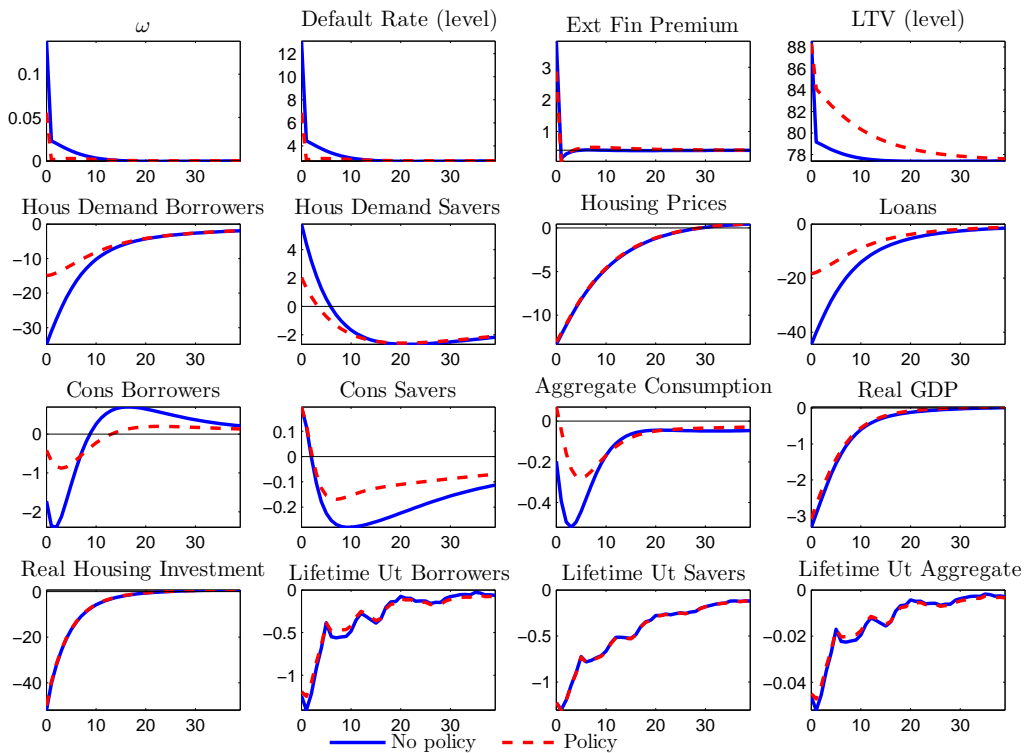 ω Default Rate (level) Ext Fin Premium LTV (level)
0.1 0.05 0
12 10 8 6 4
3 2 1
88 86 84 82 80 78
0 10 20 30 0 10 20 30 0 10 20 30 0 10 20 30
Hous Demand Borrowers Hous Demand Savers Housing Prices Loans
0 −10 −20 −30
4 2 0 −2
0 −5 −10
0 −20 −40
0 10 20 30 0 10 20 30 0 10 20 30 0 10 20 30
Cons Borrowers Cons Savers Aggregate Consumption Real GDP
0 −1 −2
0.1 0 −0.1 −0.2
0 −0.2 −0.4
0 −1 −2 −3
0 10 20 30 0 10 20 30 0 10 20 30 0 10 20 30
Real Housing Investment Lifetime Ut Borrowers Lifetime Ut Savers Lifetime Ut Aggregate
0 −20 −40
0 −0.5 −1
0 −0.5 −1
0 −0.02 −0.04
0 10 20 30 0 10 20 30 0 10 20 30 0 10 20 30
No policy Policy